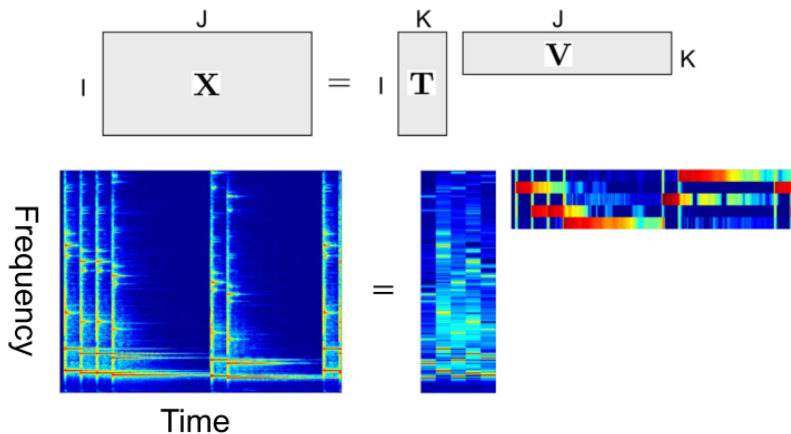 J K J
I X = I T V K
Frequency =
Time